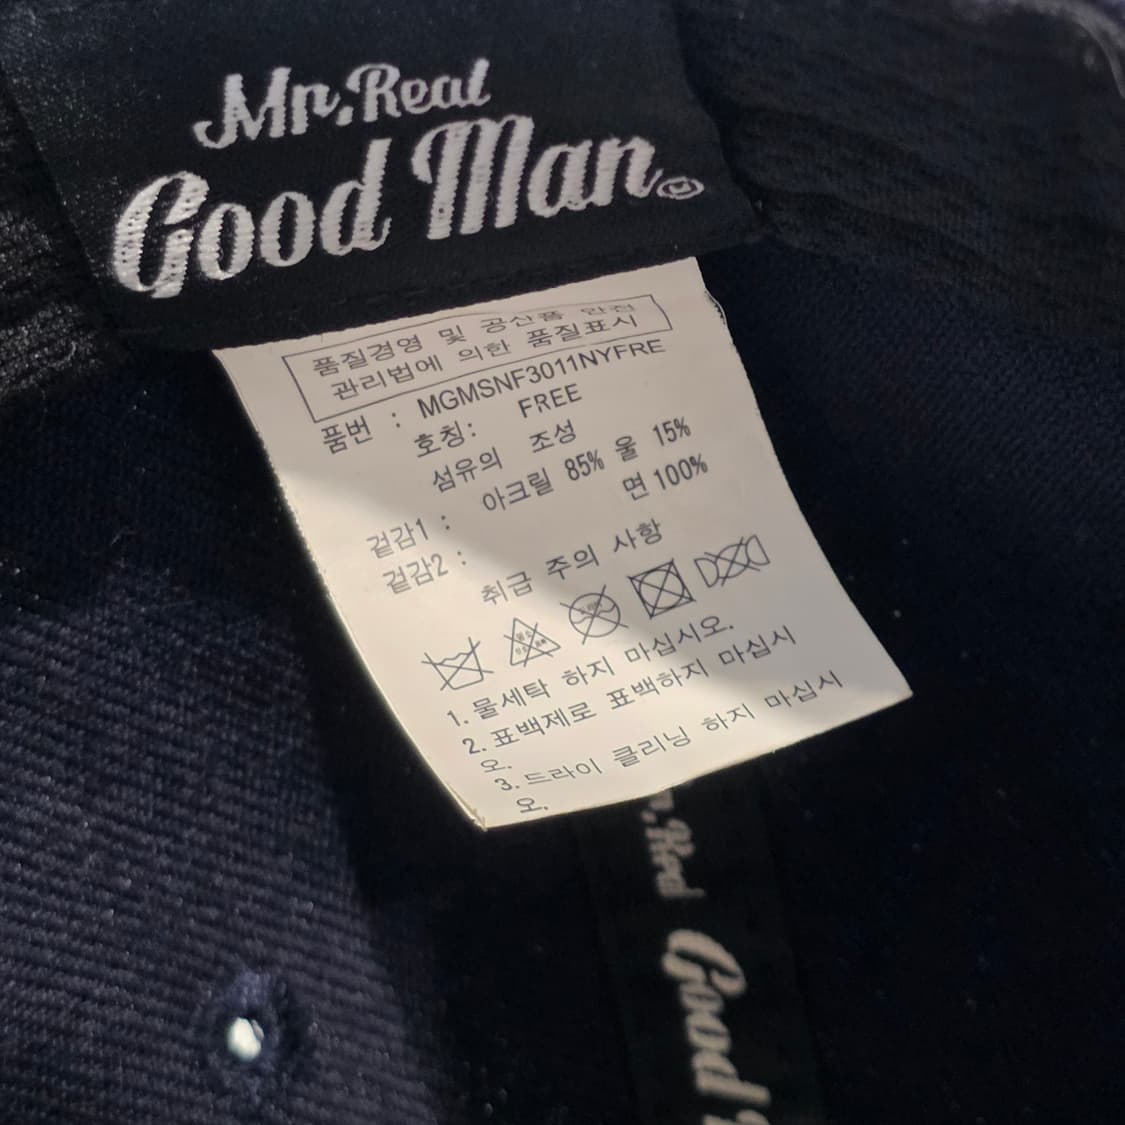 Mr. Real
Good Man.
품질경영 및 공산품 안전
관리법에 의한 품질표시
품번 : MGMSNF3011NYFRE
호칭: FREE
섬유의 조성
겉감1 : 아크릴 85% 울 15%
겉감2 : 면 100%
취급 주의 사항
1. 물세탁 하지 마십시오.
2. 표백제로 표백하지 마십시
오.
3. 드라이 클리닝 하지 마십시
오.
Real Good